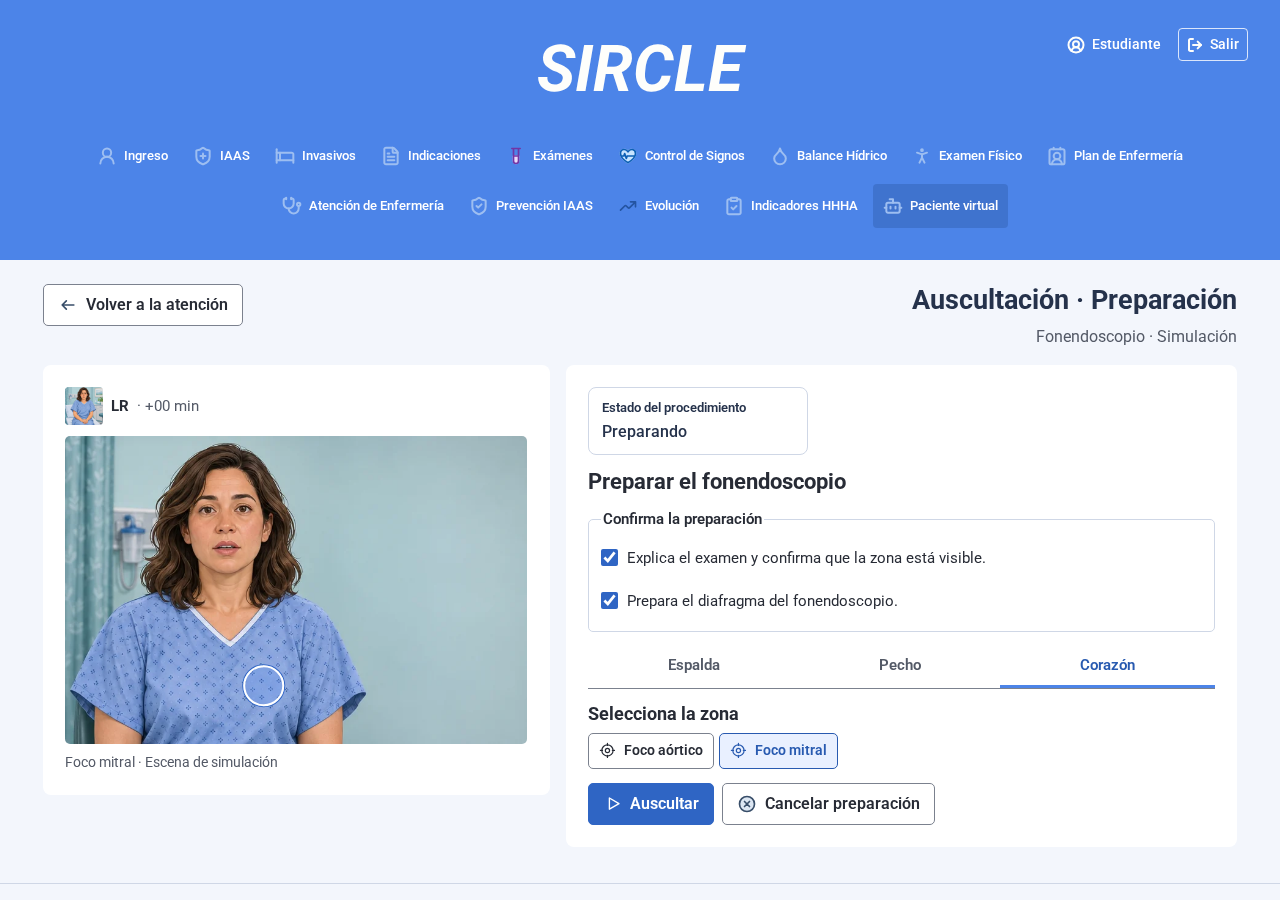 SIRCLE
Estudiante
Salir
Ingreso
IAAS
Invasivos
Indicaciones
Exámenes
Control de Signos
Balance Hídrico
Examen Físico
Plan de Enfermería
Atención de Enfermería
Prevención IAAS
Evolución
Indicadores HHHA
Paciente virtual
Volver a la atención
Auscultación · Preparación
Fonendoscopio · Simulación
LR · +00 min
Foco mitral · Escena de simulación
Estado del procedimiento
Preparando
Preparar el fonendoscopio
Confirma la preparación
Explica el examen y confirma que la zona está visible.
Prepara el diafragma del fonendoscopio.
Espalda
Pecho
Corazón
Selecciona la zona
Foco aórtico
Foco mitral
Auscultar
Cancelar preparación